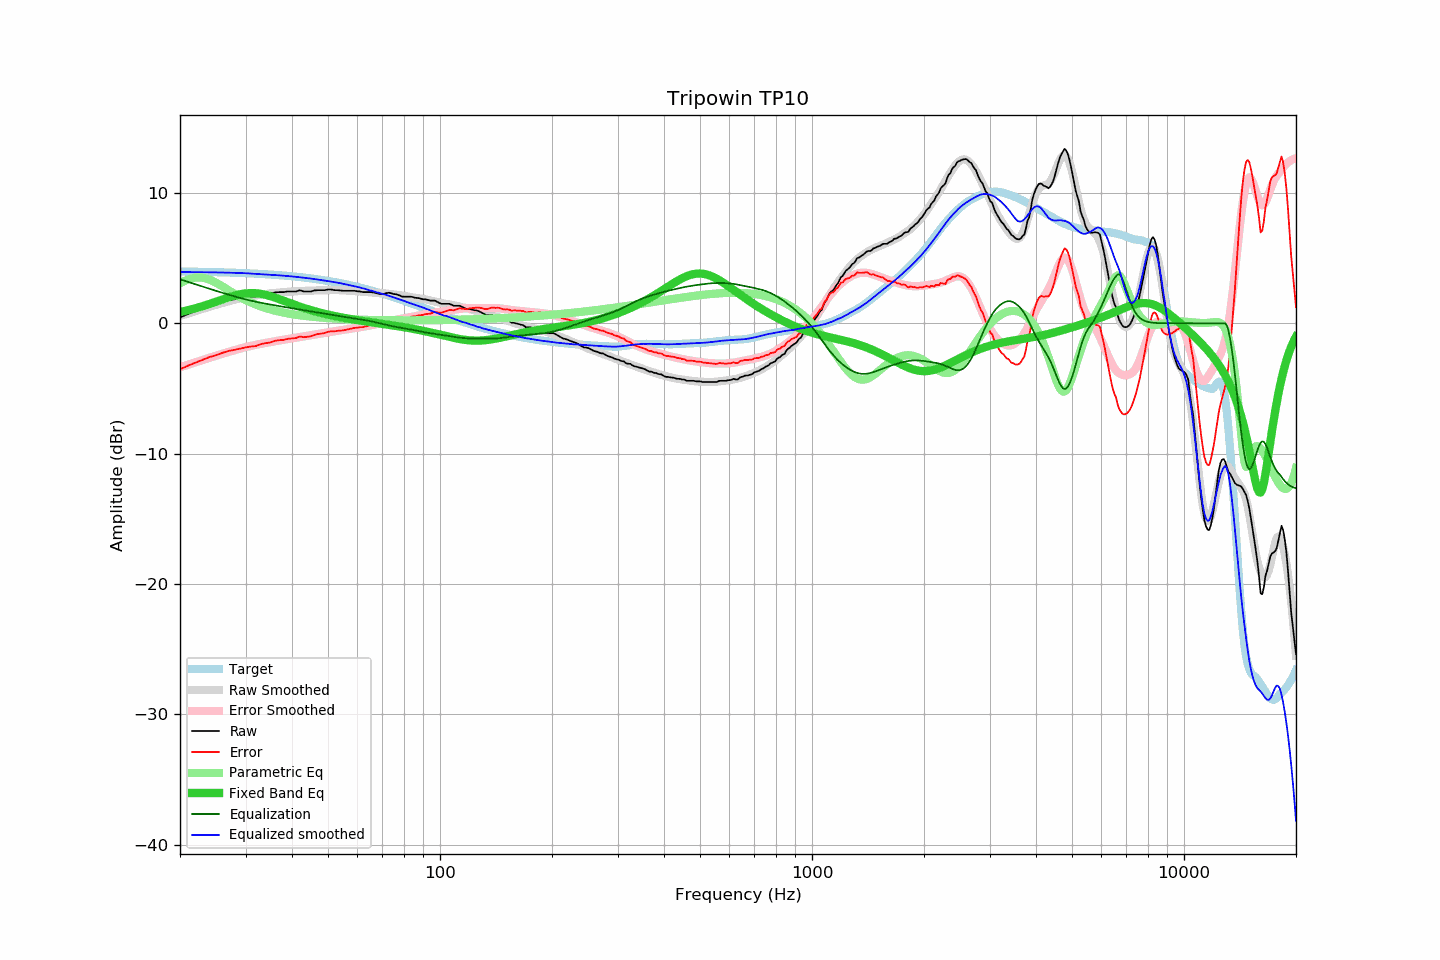 Tripowin TP10
Amplitude (dBr)
10
0
−10
−20
−30
−40
Target
Raw Smoothed
Error Smoothed
Raw
Error
Parametric Eq
Fixed Band Eq
Equalization
Equalized smoothed
100
1000
10000
Frequency (Hz)